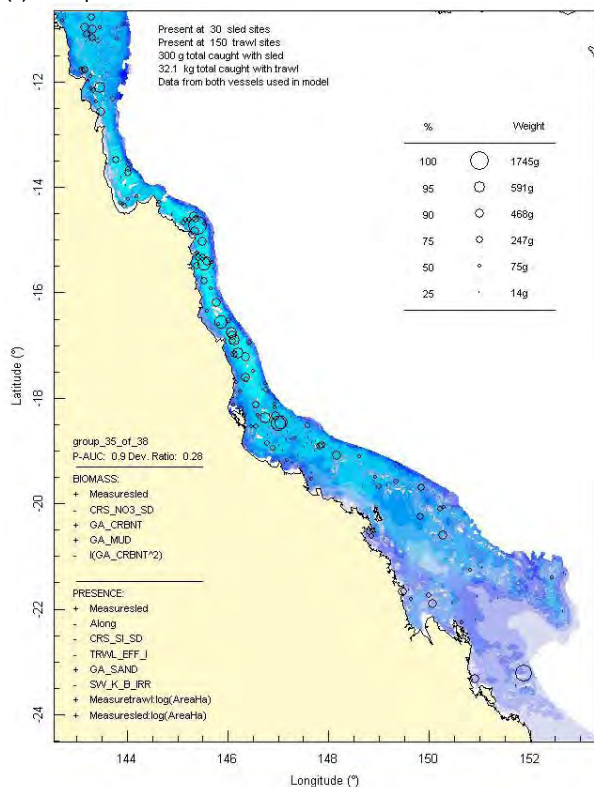 Present at 30 sled sites
Present at 150 trawl sites
300 g total caught with sled
32.1 kg total caught with trawl
Data from both vessels used in model
% Weight
100 1745g
95 591g
90 468g
75 247g
50 75g
25 14g
-12
-14
-16
-18
-20
-22
-24
Latitude (°)
group_35_of_38
P-AUC: 0.9 Dev. Ratio: 0.28
BIOMASS:
+ Measuresled
- CRS_NO3_SD
+ GA_CRBNT
+ GA_MUD
- I(GA_CRBNT^2)
PRESENCE:
+ Measuresled
- Along
- CRS_SI_SD
- TRWL_EFF_I
+ GA_SAND
- SW_K_B_IRR
+ Measuretrawl:log(AreaHa)
+ Measuresled:log(AreaHa)
144 146 148 150 152
Longitude (°)